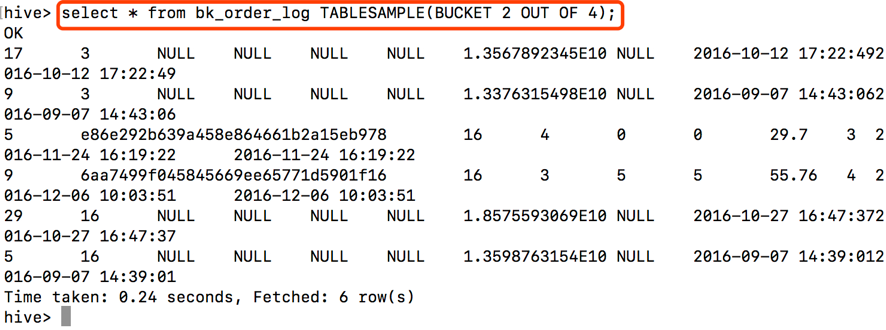 hive> select * from bk_order_log TABLESAMPLE(BUCKET 2 OUT OF 4);
OK
17 3 NULL NULL NULL NULL 1.3567892345E10 NULL 2016-10-12 17:22:492
016-10-12 17:22:49
9 3 NULL NULL NULL NULL 1.3376315498E10 NULL 2016-09-07 14:43:062
016-09-07 14:43:06
5 e86e292b639a458e864661b2a15eb978 16 4 0 0 29.7 3 2
016-11-24 16:19:22 2016-11-24 16:19:22
9 6aa7499f045845669ee65771d5901f16 16 3 5 5 55.76 4 2
016-12-06 10:03:51 2016-12-06 10:03:51
29 16 NULL NULL NULL NULL 1.8575593069E10 NULL 2016-10-27 16:47:372
016-10-27 16:47:37
5 16 NULL NULL NULL NULL 1.3598763154E10 NULL 2016-09-07 14:39:012
016-09-07 14:39:01
Time taken: 0.24 seconds, Fetched: 6 row(s)
hive>